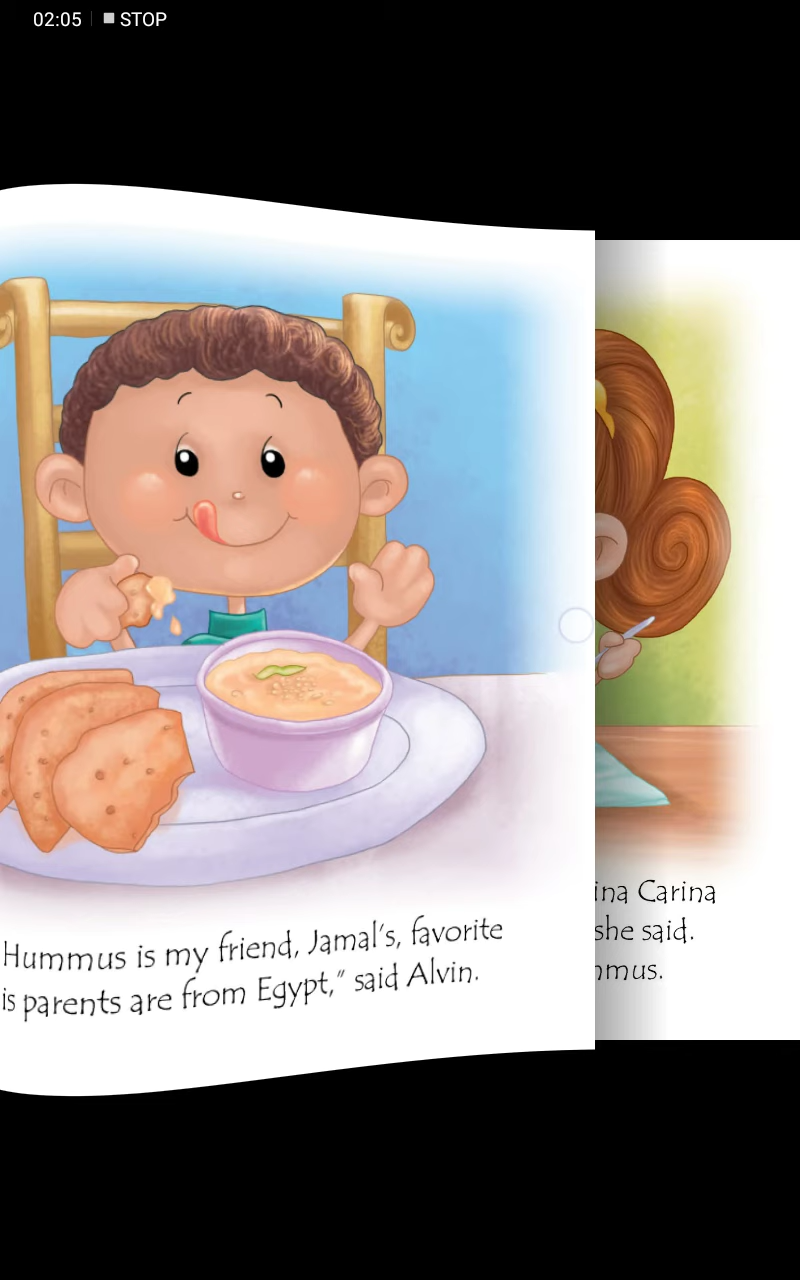 02:05 STOP
Hummus is my friend, Jamal's, favorite
is parents are from Egypt,” said Alvin.
ina Carina
she said.
mmus.